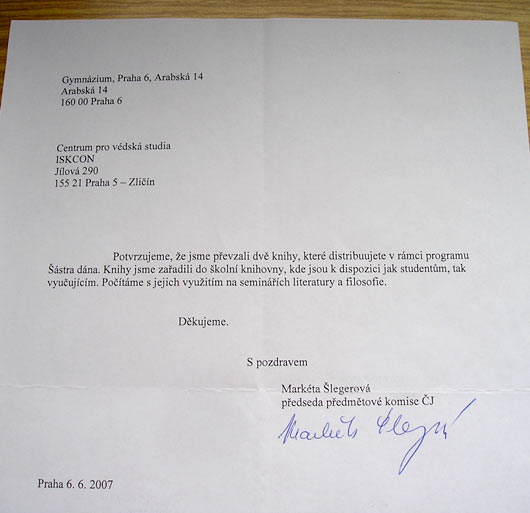 Gymnázium, Praha 6, Arabská 14
Arabská 14
160 00 Praha 6
Centrum pro védská studia
ISKCON
Jílová 290
155 21 Praha 5 – Zličín
Potvrzujeme, že jsme převzali dvě knihy, které distribuujete v rámci programu
Šástra dána. Knihy jsme zařadili do školní knihovny, kde jsou k dispozici jak studentům, tak
vyučujícím. Počítáme s jejich využitím na seminářích literatury a filosofie.
Děkujeme.
S pozdravem
Markéta Šlegerová
předseda předmětové komise ČJ
Praha 6. 6. 2007